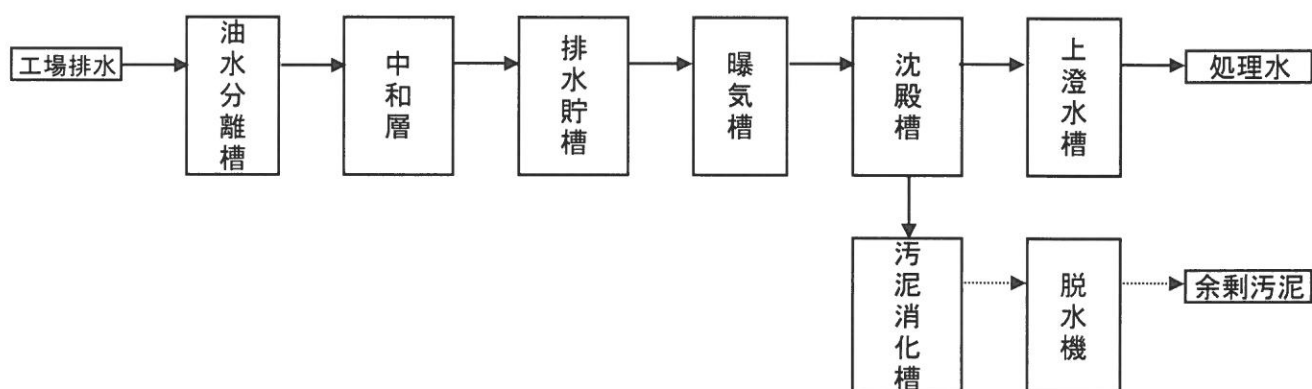 工場排水
油水分離槽
中和層
排水貯槽
曝気槽
沈殿槽
上澄水槽
処理水
汚泥消化槽
脱水機
余剰汚泥